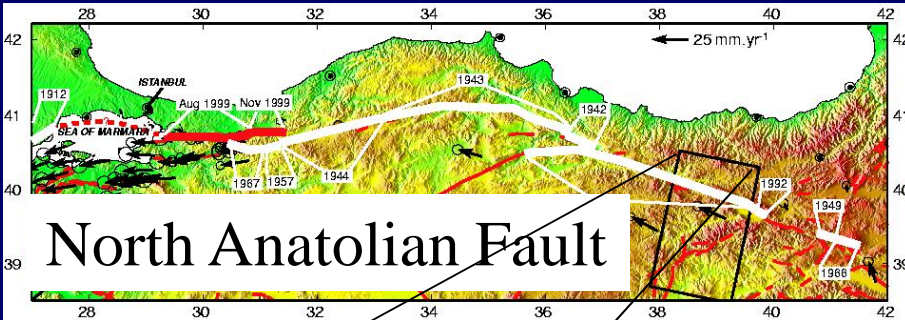 28 30 32 34 36 38 40 42
42 42
25 mm.yr⁻¹
ISTANBUL
1943
1912
Aug 1999 Nov 1999
1942
41 41
SEA OF MARMARA
40 40
1967 1957 1944
1992
1949
North Anatolian Fault
39 39
1966
28 30 32 34 36 38 40 42